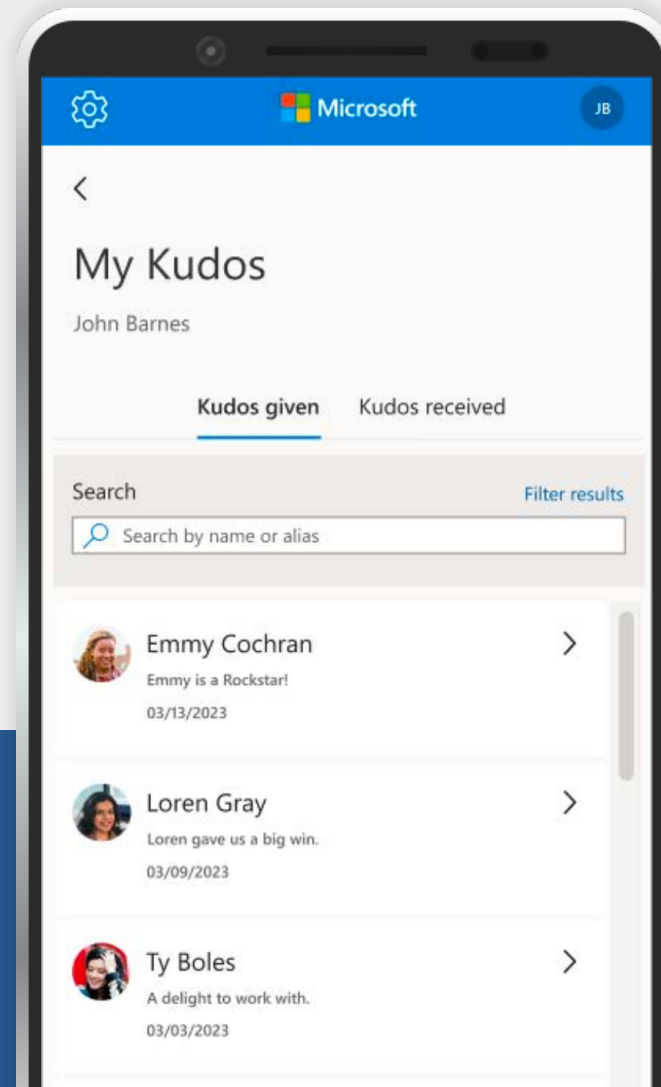 Microsoft
JB
My Kudos
John Barnes
Kudos given Kudos received
Search Filter results
Search by name or alias
Emmy Cochran
Emmy is a Rockstar!
03/13/2023
Loren Gray
Loren gave us a big win.
03/09/2023
Ty Boles
A delight to work with.
03/03/2023